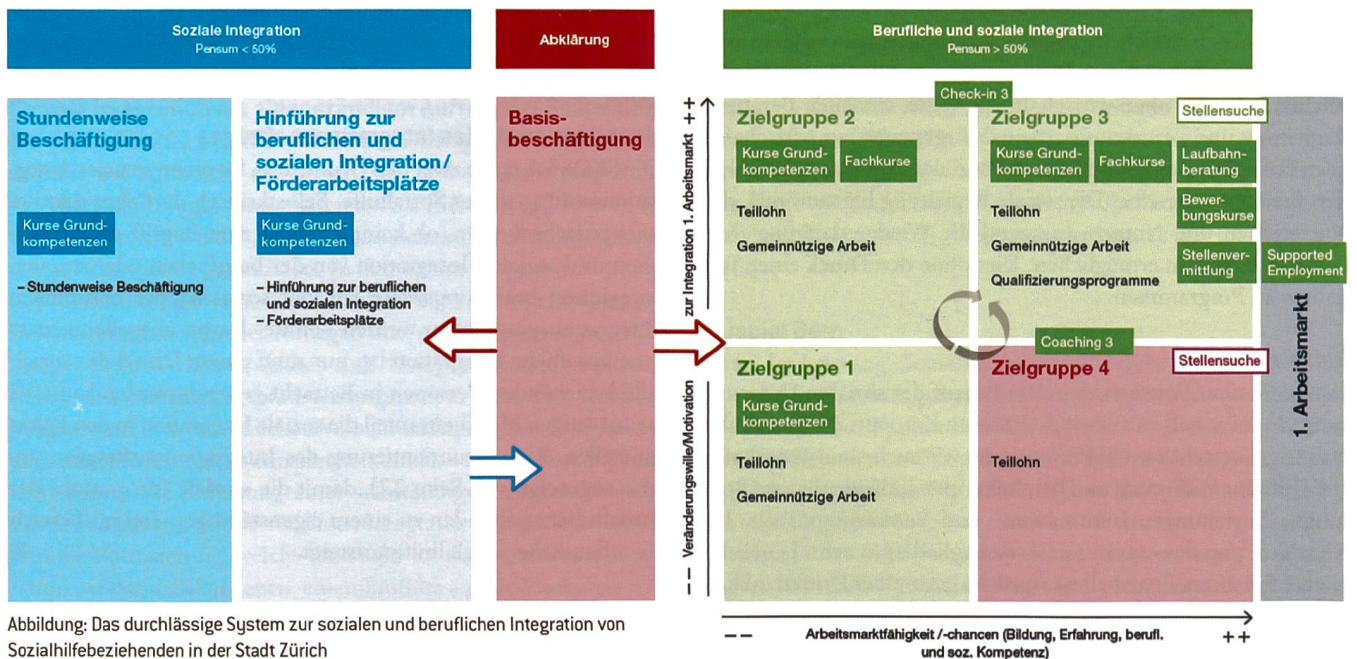 Soziale Integration
Pensum < 50%
Abklärung
Berufliche und soziale Integration
Pensum > 50%
Stundenweise
Beschäftigung
Kurse Grund-
kompetenzen
– Stundenweise Beschäftigung
Hinführung zur
beruflichen und
sozialen Integration/
Förderarbeitsplätze
Kurse Grund-
kompetenzen
– Hinführung zur beruflichen
und sozialen Integration
– Förderarbeitsplätze
Basis-
beschäftigung
– – Veränderungswille/Motivation zur Integration 1. Arbeitsmarkt ++
Check-in 3
Zielgruppe 2
Kurse Grund-
kompetenzen
Fachkurse
Teillohn
Gemeinnützige Arbeit
Zielgruppe 3
Stellensuche
Kurse Grund-
kompetenzen
Fachkurse
Laufbahn-
beratung
Teillohn
Bewer-
bungskurse
Gemeinnützige Arbeit
Stellenver-
mittlung
Supported
Employment
Qualifizierungsprogramme
Coaching 3
Zielgruppe 1
Kurse Grund-
kompetenzen
Teillohn
Gemeinnützige Arbeit
Zielgruppe 4
Stellensuche
Teillohn
1. Arbeitsmarkt
– – Arbeitsmarktfähigkeit /-chancen (Bildung, Erfahrung, berufl. ++
und soz. Kompetenz)
Abbildung: Das durchlässige System zur sozialen und beruflichen Integration von
Sozialhilfebeziehenden in der Stadt Zürich